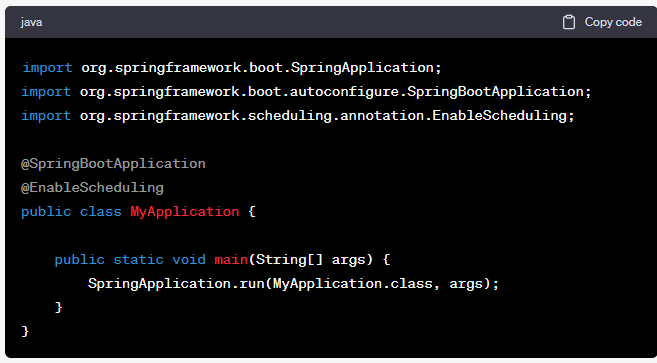 java
Copy code
import org.springframework.boot.SpringApplication;
import org.springframework.boot.autoconfigure.SpringBootApplication;
import org.springframework.scheduling.annotation.EnableScheduling;
@SpringBootApplication
@EnableScheduling
public class MyApplication {
public static void main(String[] args) {
SpringApplication.run(MyApplication.class, args);
}
}